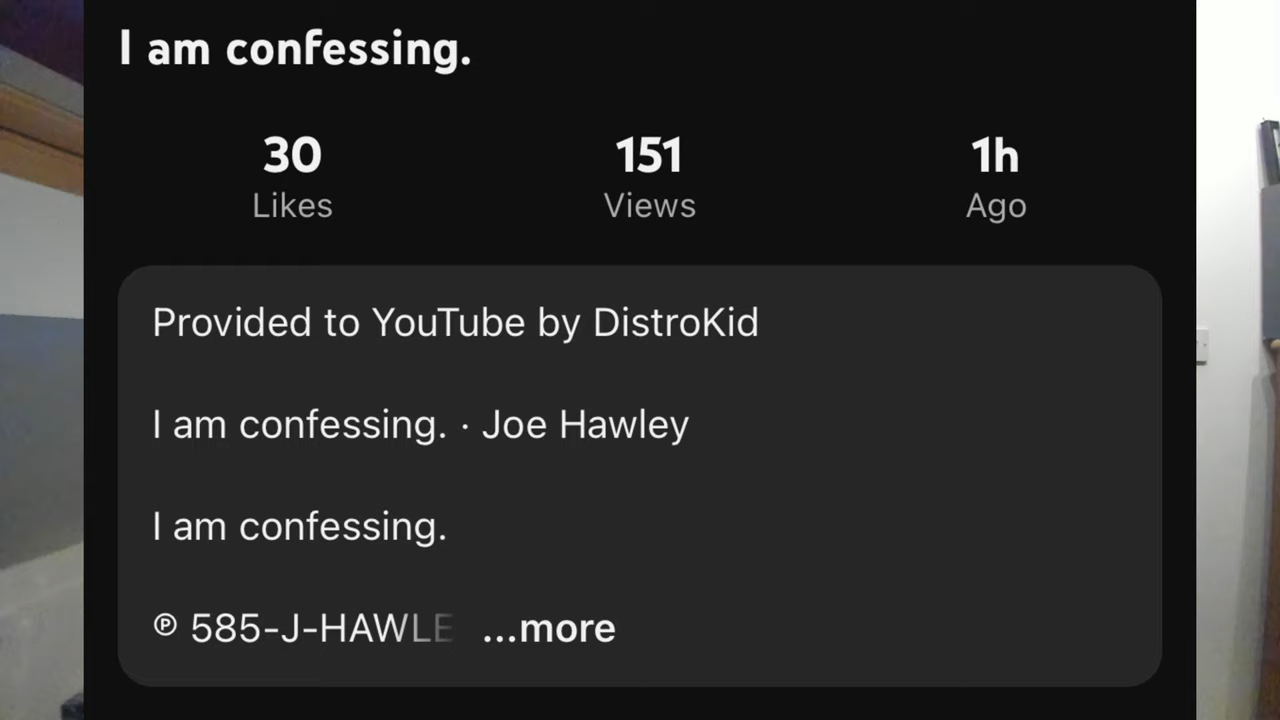 I am confessing.
30 151 1h
Likes Views Ago
Provided to YouTube by DistroKid
I am confessing. · Joe Hawley
I am confessing.
℗ 585-J-HAWLE ...more